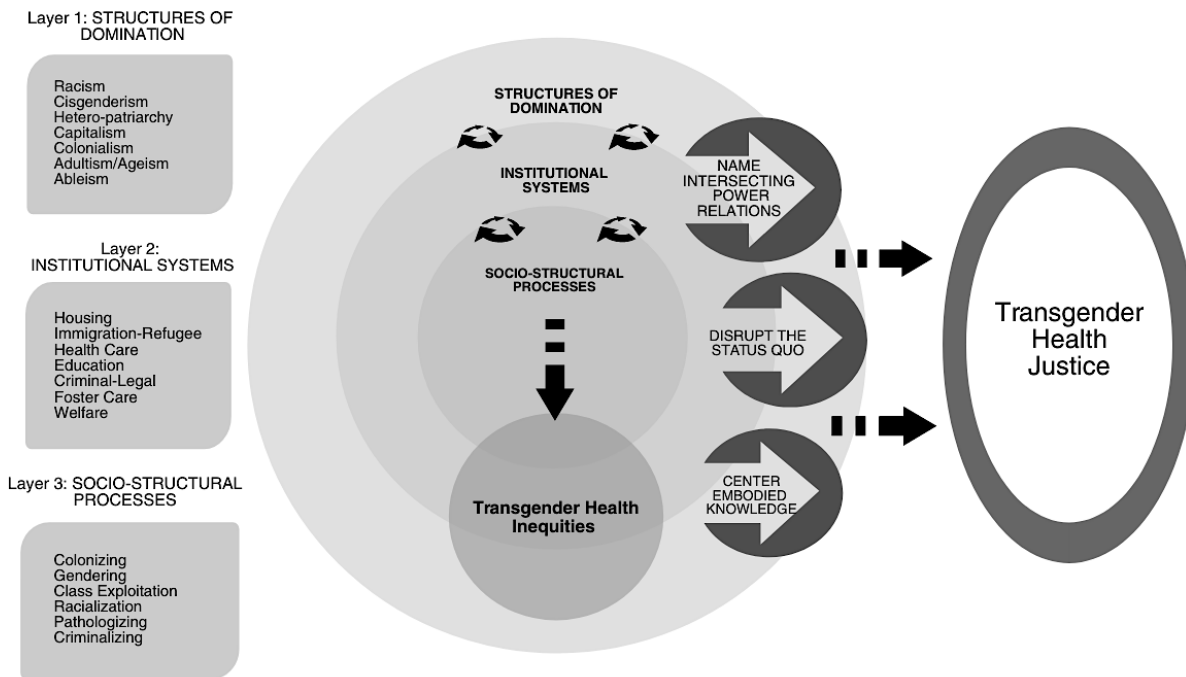 Layer 1: STRUCTURES OF
DOMINATION
Racism
Cisgenderism
Hetero-patriarchy
Capitalism
Colonialism
Adultism/Ageism
Ableism
Layer 2:
INSTITUTIONAL SYSTEMS
Housing
Immigration-Refugee
Health Care
Education
Criminal-Legal
Foster Care
Welfare
Layer 3: SOCIO-STRUCTURAL
PROCESSES
Colonizing
Gendering
Class Exploitation
Racialization
Pathologizing
Criminalizing
STRUCTURES OF
DOMINATION
INSTITUTIONAL
SYSTEMS
SOCIO-STRUCTURAL
PROCESSES
Transgender Health
Inequities
NAME
INTERSECTING
POWER
RELATIONS
DISRUPT THE
STATUS QUO
CENTER
EMBODIED
KNOWLEDGE
Transgender
Health
Justice